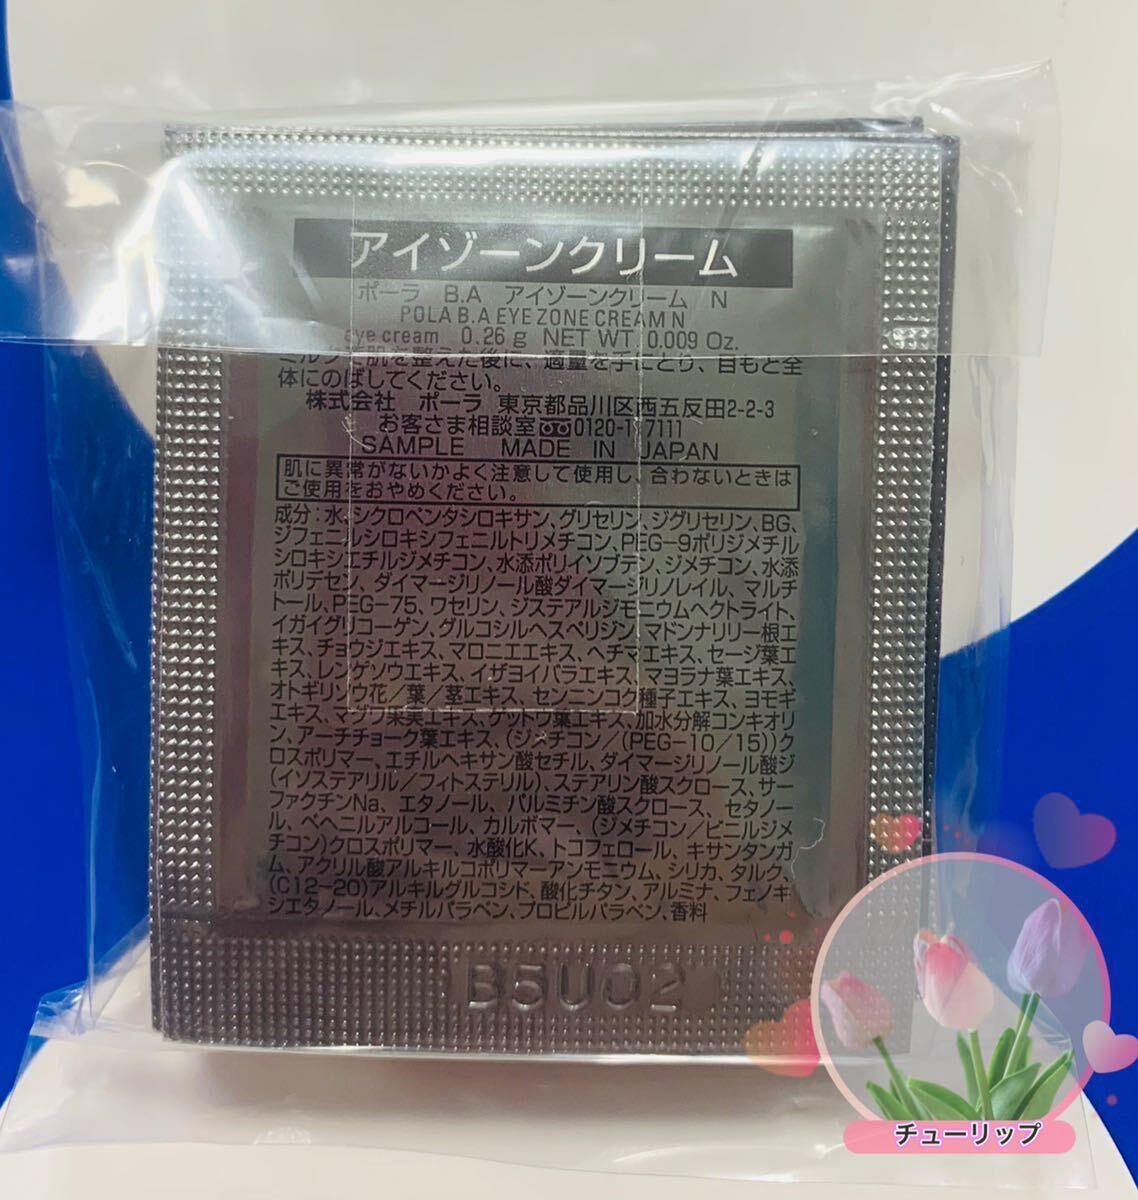 アイゾーンクリーム
ポーラ B.A アイゾーンクリーム N
POLA B.A EYE ZONE CREAM N
eye cream 0.26 g NET WT. 0.009 Oz.
ミルクで肌を整えた後に、適量を手にとり、目もと全
体にのばしてください。
株式会社 ポーラ 東京都品川区西五反田2-2-3
お客さま相談室 0120-117111
SAMPLE MADE IN JAPAN
肌に異常がないかよく注意して使用し、合わないときは
ご使用をおやめください。
成分:水、シクロペンタシロキサン、グリセリン、ジグリセリン、BG、
ジフェニルシロキシフェニルトリメチコン、PEG-9ポリジメチル
シロキシエチルジメチコン、水添ポリイソブテン、ジメチコン、水添
ポリデセン、ダイマージリノール酸ダイマージリノレイル、マルチ
トール、PEG-75、ワセリン、ジステアルジモニウムヘクトライト、
イガイグリコーゲン、グルコシルヘスペリジン、マドンナリリー根エ
キス、チョウジエキス、マロニエエキス、ヘチマエキス、セージ葉エ
キス、レンゲソウエキス、イザヨイバラエキス、マヨラナ葉エキス、
オトギリソウ花/葉/茎エキス、センニンコク種子エキス、ヨモギ
エキス、マグワ果実エキス、ゲットウ葉エキス、加水分解コンキオリ
ン、アーチチョーク葉エキス、(ジメチコン/(PEG-10/15))ク
ロスポリマー、エチルヘキサン酸セチル、ダイマージリノール酸ジ
(イソステアリル/フィトステリル)、ステアリン酸スクロース、サー
ファクチンNa、エタノール、パルミチン酸スクロース、セタノー
ル、ベヘニルアルコール、カルボマー、(ジメチコン/ビニルジメ
チコン)クロスポリマー、水酸化K、トコフェロール、キサンタンガ
ム、アクリル酸アルキルコポリマーアンモニウム、シリカ、タルク、
(C12-20)アルキルグルコシド、酸化チタン、アルミナ、フェノキ
シエタノール、メチルパラベン、プロピルパラベン、香料
B5U02
チューリップ